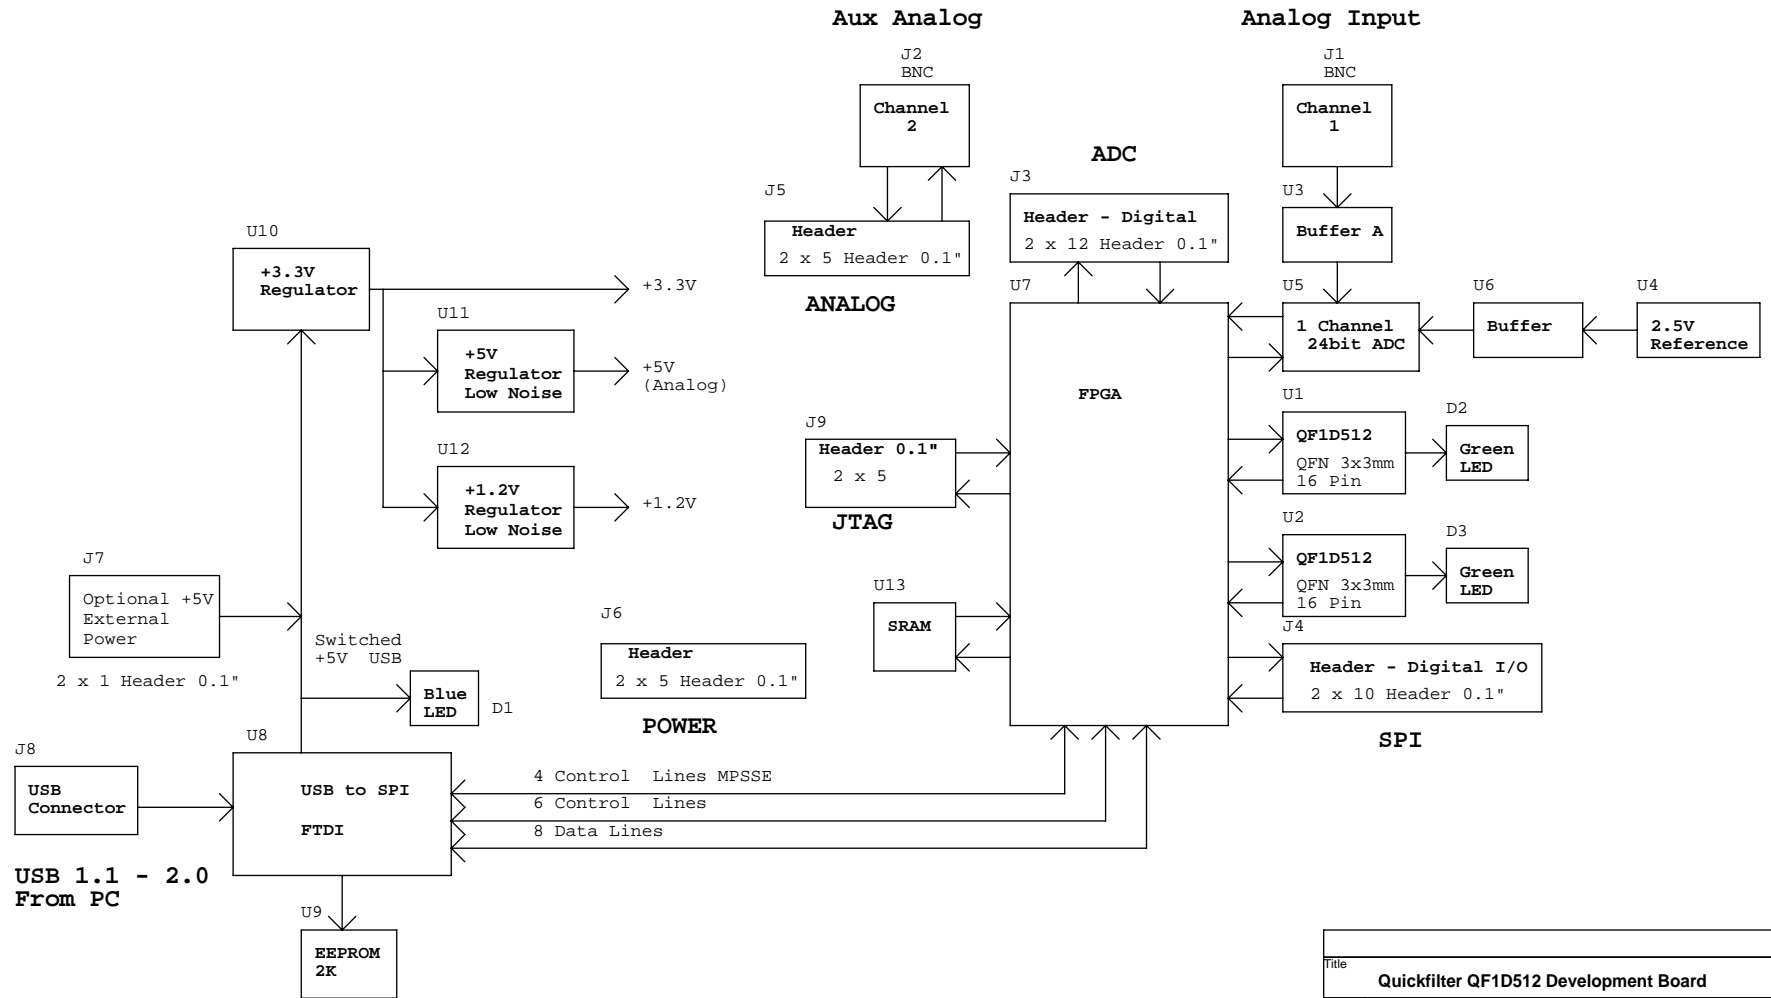 Aux Analog
Analog Input
J2
BNC
Channel
2
J1
BNC
Channel
1
ADC
J5
Header
2 x 5 Header 0.1"
ANALOG
J3
Header - Digital
2 x 12 Header 0.1"
U3
Buffer A
U10
+3.3V
Regulator
+3.3V
U11
+5V
Regulator
Low Noise
+5V
(Analog)
U12
+1.2V
Regulator
Low Noise
+1.2V
U7
FPGA
U5
1 Channel
24bit ADC
U6
Buffer
U4
2.5V
Reference
U1
QF1D512
QFN 3x3mm
16 Pin
D2
Green
LED
J9
Header 0.1"
2 x 5
JTAG
U2
QF1D512
QFN 3x3mm
16 Pin
D3
Green
LED
J7
Optional +5V
External
Power
2 x 1 Header 0.1"
Switched
+5V USB
Blue
LED
D1
J6
Header
2 x 5 Header 0.1"
POWER
U13
SRAM
J4
Header - Digital I/O
2 x 10 Header 0.1"
SPI
J8
USB
Connector
USB 1.1 - 2.0
From PC
U8
USB to SPI
FTDI
4 Control Lines MPSSE
6 Control Lines
8 Data Lines
U9
EEPROM
2K
Title
Quickfilter QF1D512 Development Board